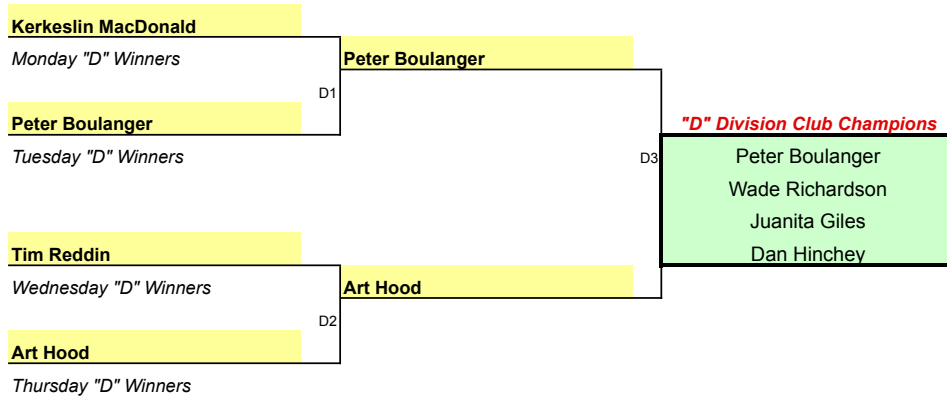 Kerkeslin MacDonald
Monday "D" Winners
Peter Boulanger
D1
Peter Boulanger
"D" Division Club Champions
Tuesday "D" Winners
D3
Peter Boulanger
Wade Richardson
Juanita Giles
Tim Reddin
Dan Hinchey
Wednesday "D" Winners
Art Hood
D2
Art Hood
Thursday "D" Winners